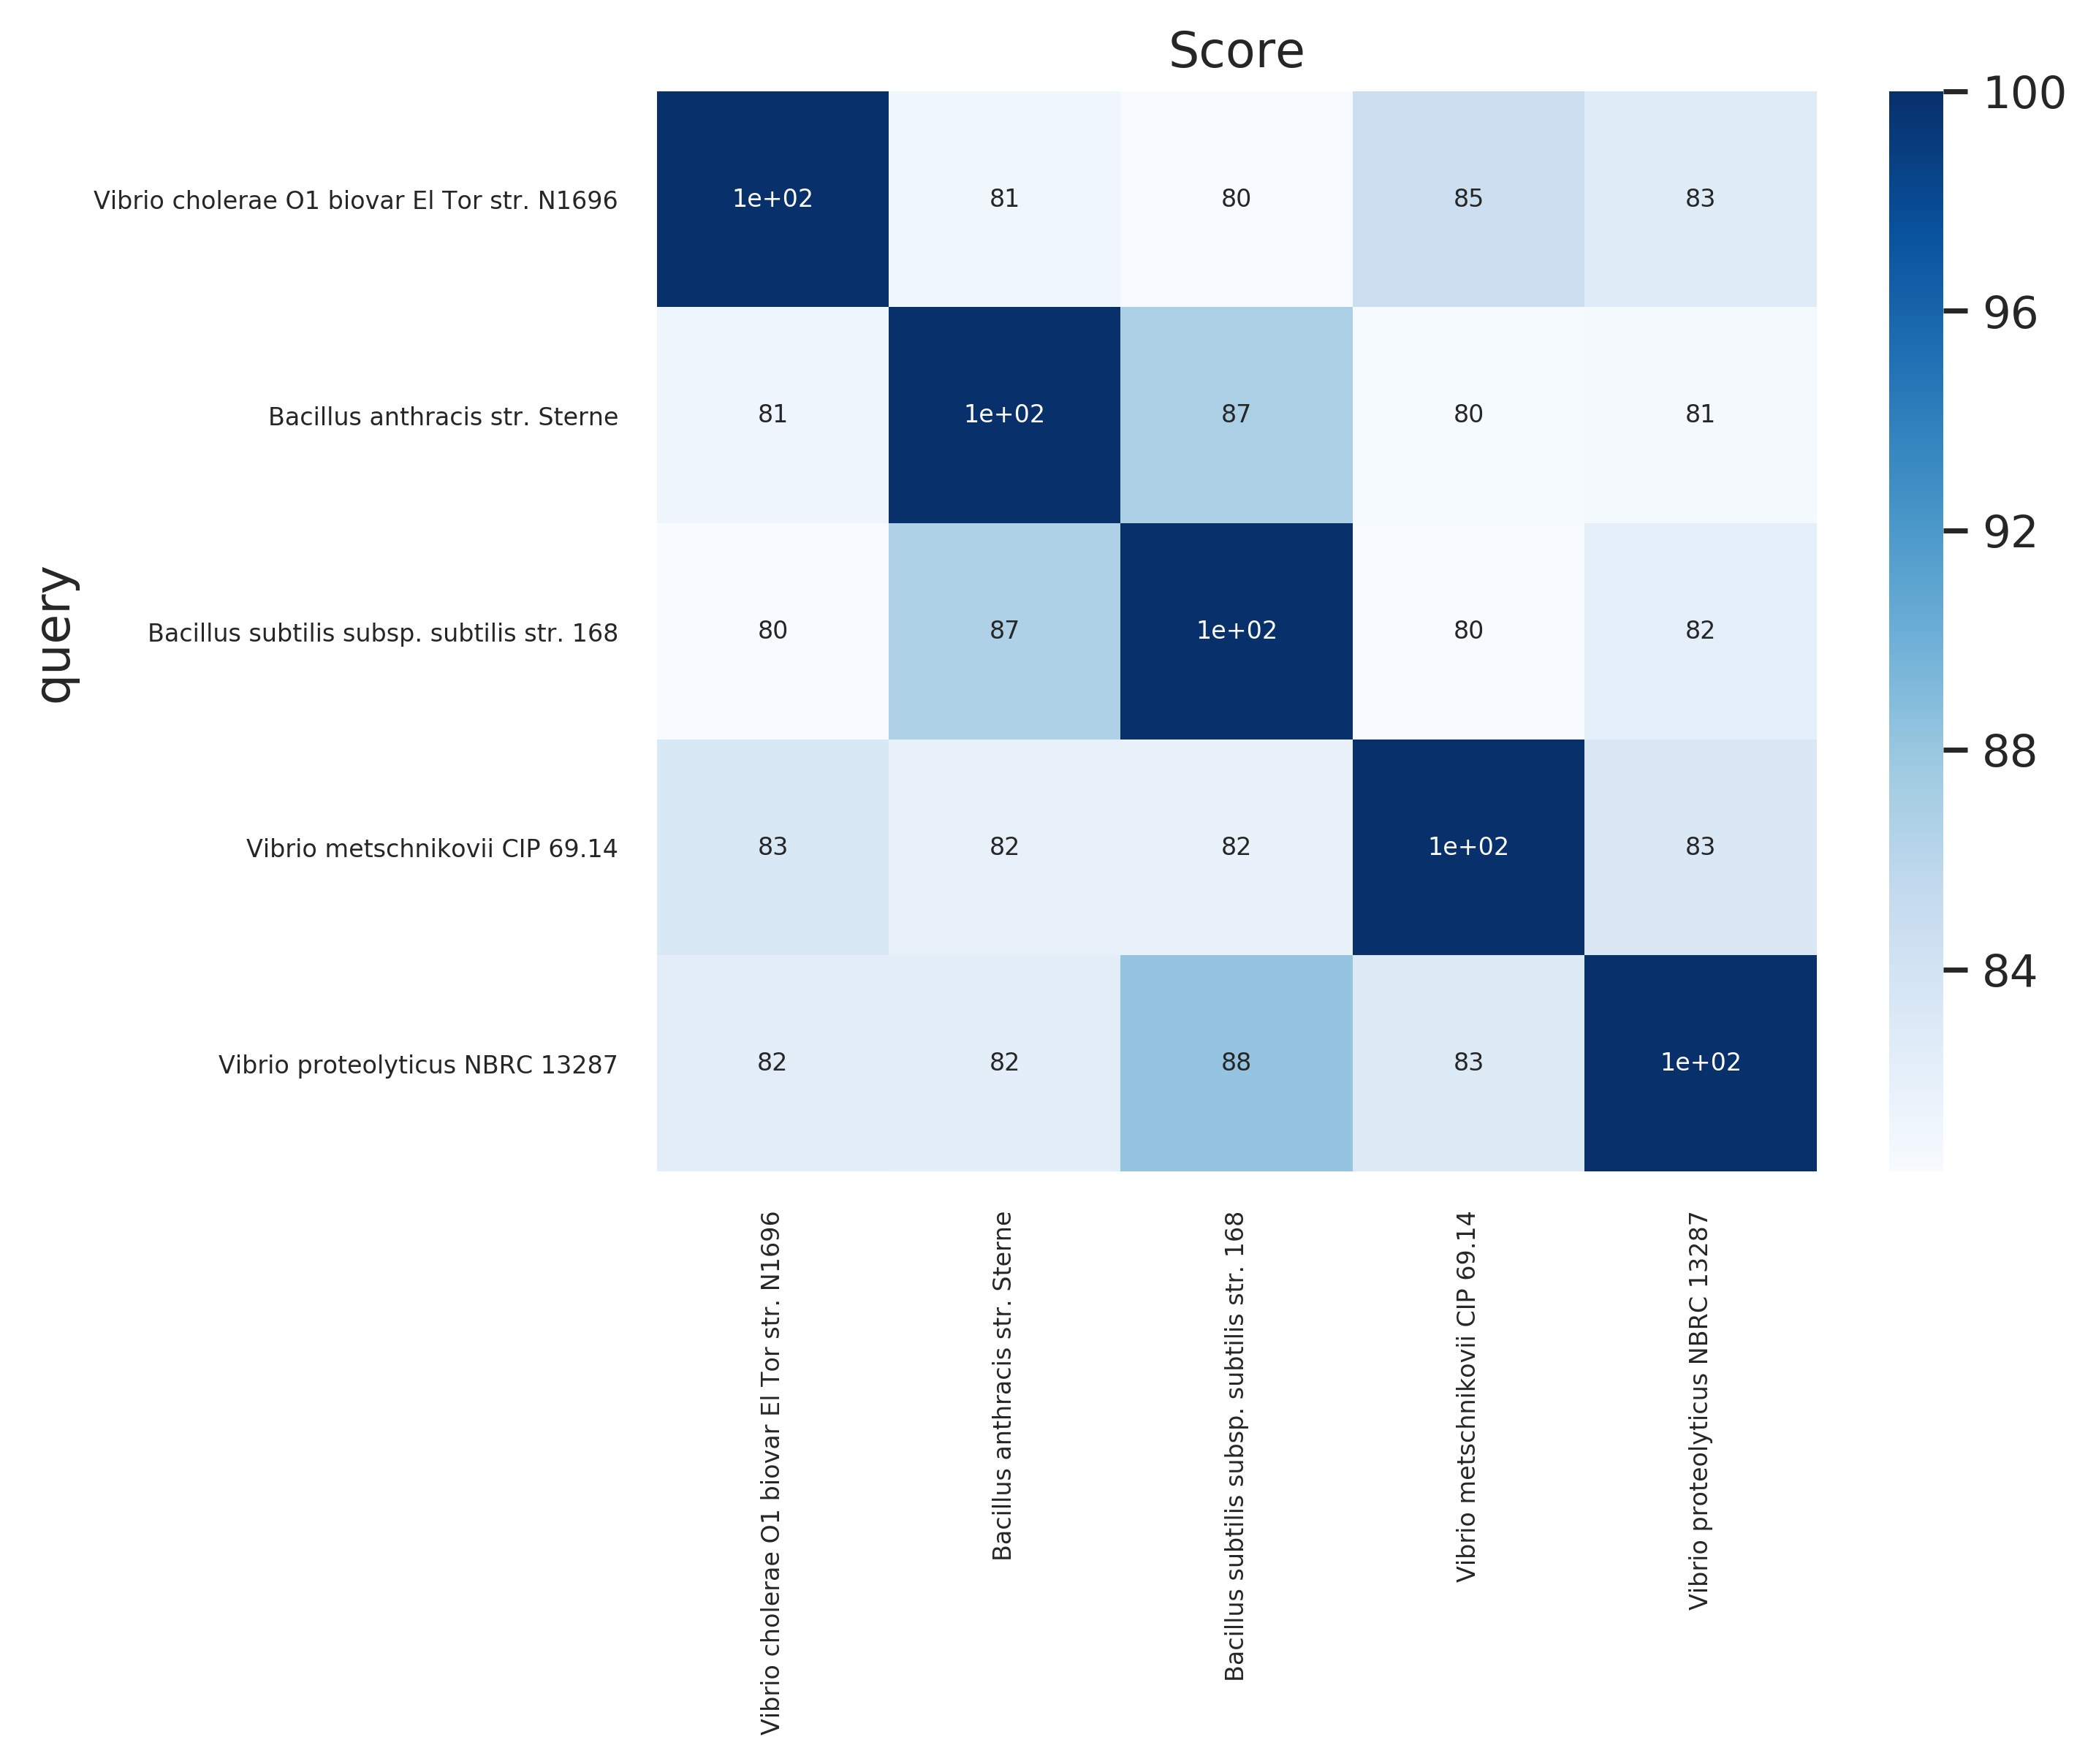 Score
Vibrio cholerae O1 biovar El Tor str. N1696 1e+02 81 80 85 83
Bacillus anthracis str. Sterne 81 1e+02 87 80 81
Bacillus subtilis subsp. subtilis str. 168 80 87 1e+02 80 82
Vibrio metschnikovii CIP 69.14 83 82 82 1e+02 83
Vibrio proteolyticus NBRC 13287 82 82 88 83 1e+02
query
100
96
92
88
84
Vibrio cholerae O1 biovar El Tor str. N1696
Bacillus anthracis str. Sterne
Bacillus subtilis subsp. subtilis str. 168
Vibrio metschnikovii CIP 69.14
Vibrio proteolyticus NBRC 13287